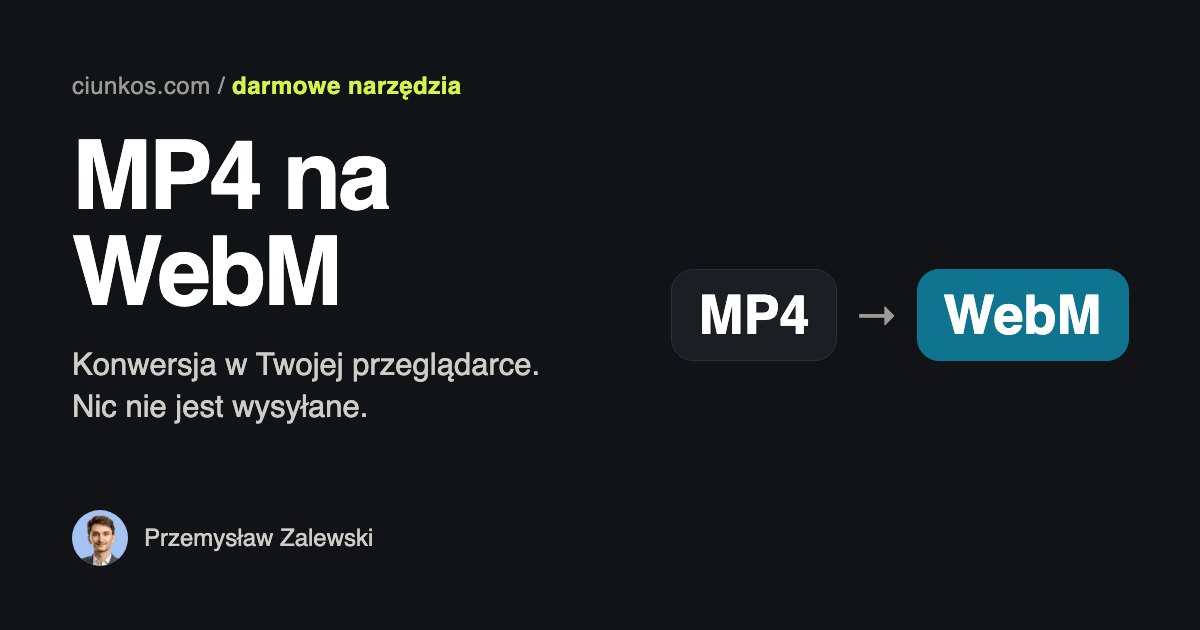 ciunkos.com / darmowe narzędzia
MP4 na
WebM
Konwersja w Twojej przeglądarce.
Nic nie jest wysyłane.
MP4 → WebM
Przemysław Zalewski